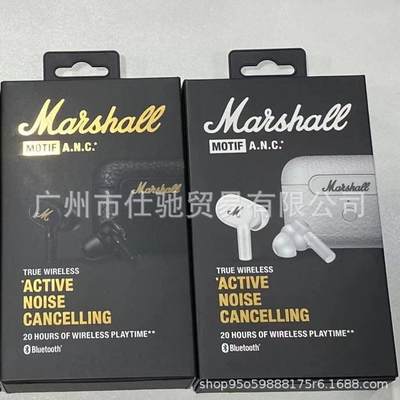 Marshall
MOTIF A.N.C.*
Marshall
M
TRUE WIRELESS
*ACTIVE
NOISE
CANCELLING
20 HOURS OF WIRELESS PLAYTIME**
Bluetooth®
Marshall
MOTIF A.N.C.*
Marshall
M
TRUE WIRELESS
*ACTIVE
NOISE
CANCELLING
20 HOURS OF WIRELESS PLAYTIME**
Bluetooth®
广州市仕驰贸易有限公司
shop95o59888175r6.1688.com